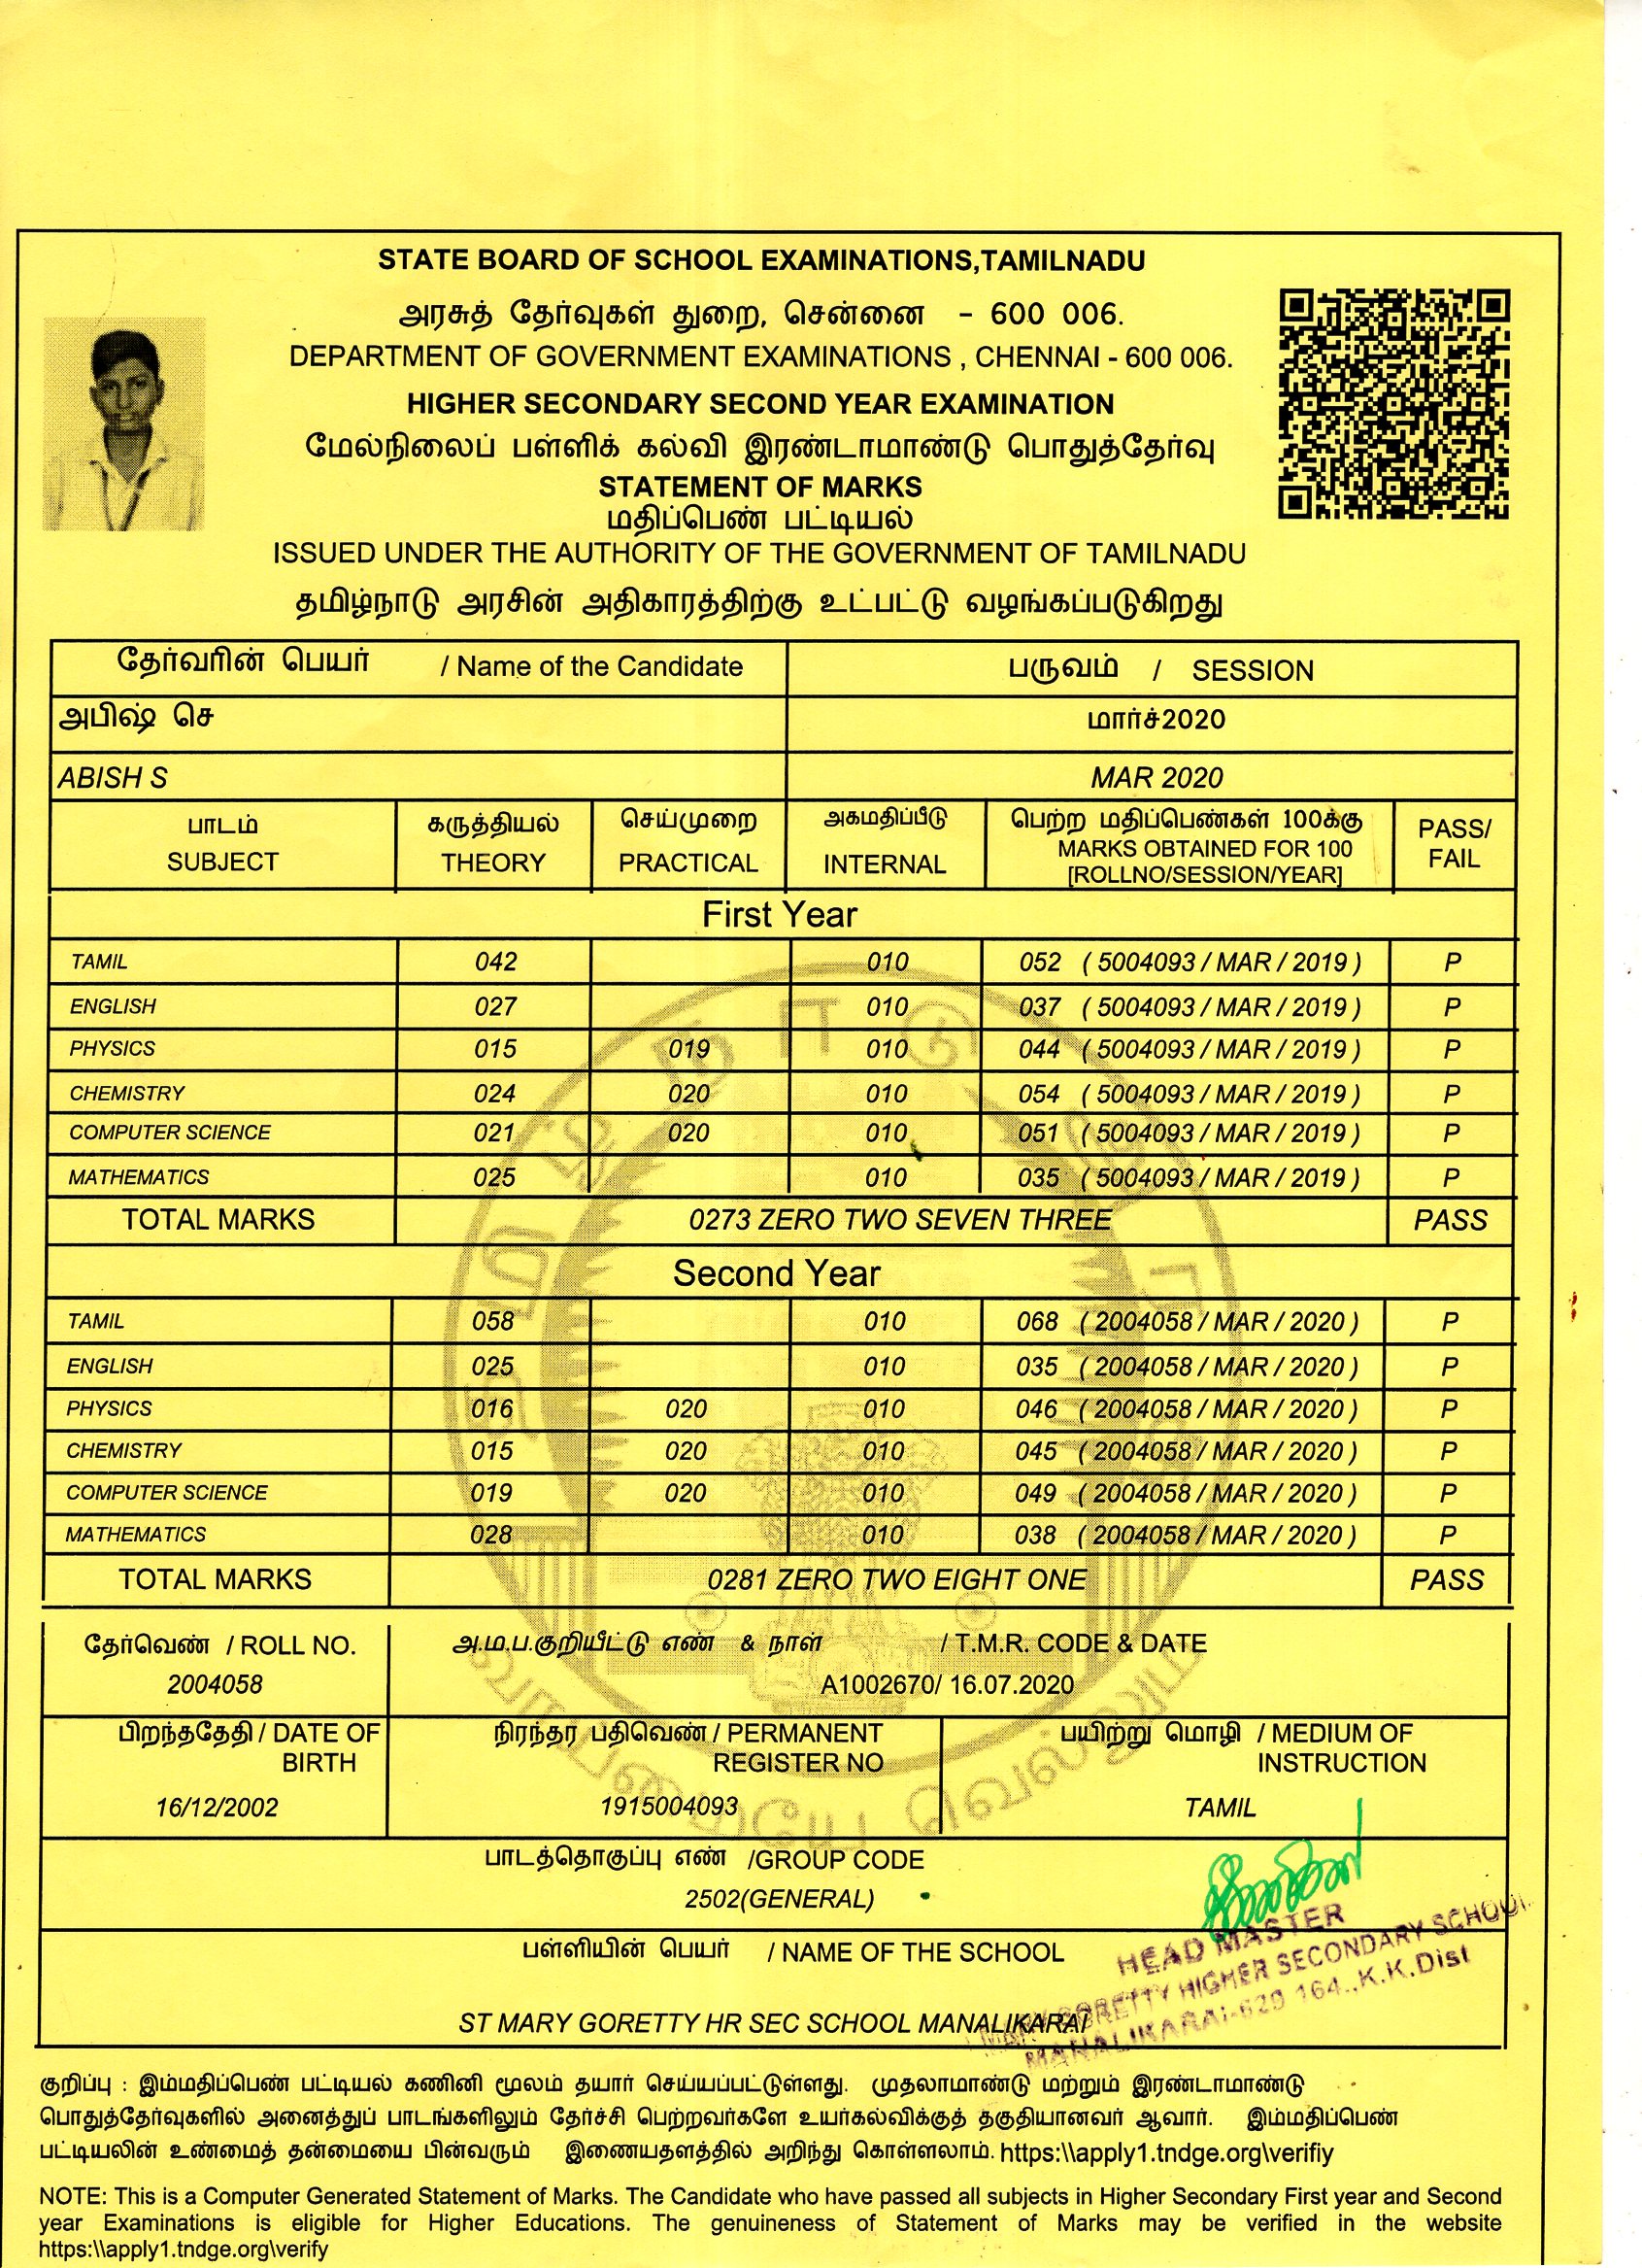 STATE BOARD OF SCHOOL EXAMINATIONS,TAMILNADU
அரசுத் தேர்வுகள் துறை, சென்னை - 600 006.
DEPARTMENT OF GOVERNMENT EXAMINATIONS , CHENNAI - 600 006.
HIGHER SECONDARY SECOND YEAR EXAMINATION
மேல்நிலைப் பள்ளிக் கல்வி இரண்டாமாண்டு பொதுத்தேர்வு
STATEMENT OF MARKS
மதிப்பெண் பட்டியல்
ISSUED UNDER THE AUTHORITY OF THE GOVERNMENT OF TAMILNADU
தமிழ்நாடு அரசின் அதிகாரத்திற்கு உட்பட்டு வழங்கப்படுகிறது
தேர்வரின் பெயர் / Name of the Candidate பருவம் / SESSION
அபிஷ் செ மார்ச்2020
ABISH S MAR 2020
பாடம் கருத்தியல் செய்முறை அகமதிப்பீடு பெற்ற மதிப்பெண்கள் 100க்கு PASS/
SUBJECT THEORY PRACTICAL INTERNAL MARKS OBTAINED FOR 100 FAIL
[ROLLNO/SESSION/YEAR]
First Year
TAMIL 042 010 052 ( 5004093 / MAR / 2019 ) P
ENGLISH 027 010 037 ( 5004093 / MAR / 2019 ) P
PHYSICS 015 019 010 044 ( 5004093 / MAR / 2019 ) P
CHEMISTRY 024 020 010 054 ( 5004093 / MAR / 2019 ) P
COMPUTER SCIENCE 021 020 010 051 ( 5004093 / MAR / 2019 ) P
MATHEMATICS 025 010 035 ( 5004093 / MAR / 2019 ) P
TOTAL MARKS 0273 ZERO TWO SEVEN THREE PASS
Second Year
TAMIL 058 010 068 ( 2004058 / MAR / 2020 ) P
ENGLISH 025 010 035 ( 2004058 / MAR / 2020 ) P
PHYSICS 016 020 010 046 ( 2004058 / MAR / 2020 ) P
CHEMISTRY 015 020 010 045 ( 2004058 / MAR / 2020 ) P
COMPUTER SCIENCE 019 020 010 049 ( 2004058 / MAR / 2020 ) P
MATHEMATICS 028 010 038 ( 2004058 / MAR / 2020 ) P
TOTAL MARKS 0281 ZERO TWO EIGHT ONE PASS
தேர்வெண் / ROLL NO. அ.ம.ப.குறியீட்டு எண் & நாள் / T.M.R. CODE & DATE
2004058 A1002670/ 16.07.2020
பிறந்ததேதி / DATE OF நிரந்தர பதிவெண் / PERMANENT பயிற்று மொழி / MEDIUM OF
BIRTH REGISTER NO INSTRUCTION
16/12/2002 1915004093 TAMIL
பாடத்தொகுப்பு எண் /GROUP CODE
2502(GENERAL)
பள்ளியின் பெயர் / NAME OF THE SCHOOL
ST MARY GORETTY HR SEC SCHOOL MANALIKARAI
HEAD MASTER
MARY GORETTY HIGHER SECONDARY SCHOOL
MANALIKARAI-629 164.,K.K.Dist
குறிப்பு : இம்மதிப்பெண் பட்டியல் கணினி மூலம் தயார் செய்யப்பட்டுள்ளது. முதலாமாண்டு மற்றும் இரண்டாமாண்டு
பொதுத்தேர்வுகளில் அனைத்துப் பாடங்களிலும் தேர்ச்சி பெற்றவர்களே உயர்கல்விக்குத் தகுதியானவர் ஆவார். இம்மதிப்பெண்
பட்டியலின் உண்மைத் தன்மையை பின்வரும் இணையதளத்தில் அறிந்து கொள்ளலாம். https:\\apply1.tndge.org\verifiy
NOTE: This is a Computer Generated Statement of Marks. The Candidate who have passed all subjects in Higher Secondary First year and Second
year Examinations is eligible for Higher Educations. The genuineness of Statement of Marks may be verified in the website
https:\\apply1.tndge.org\verify